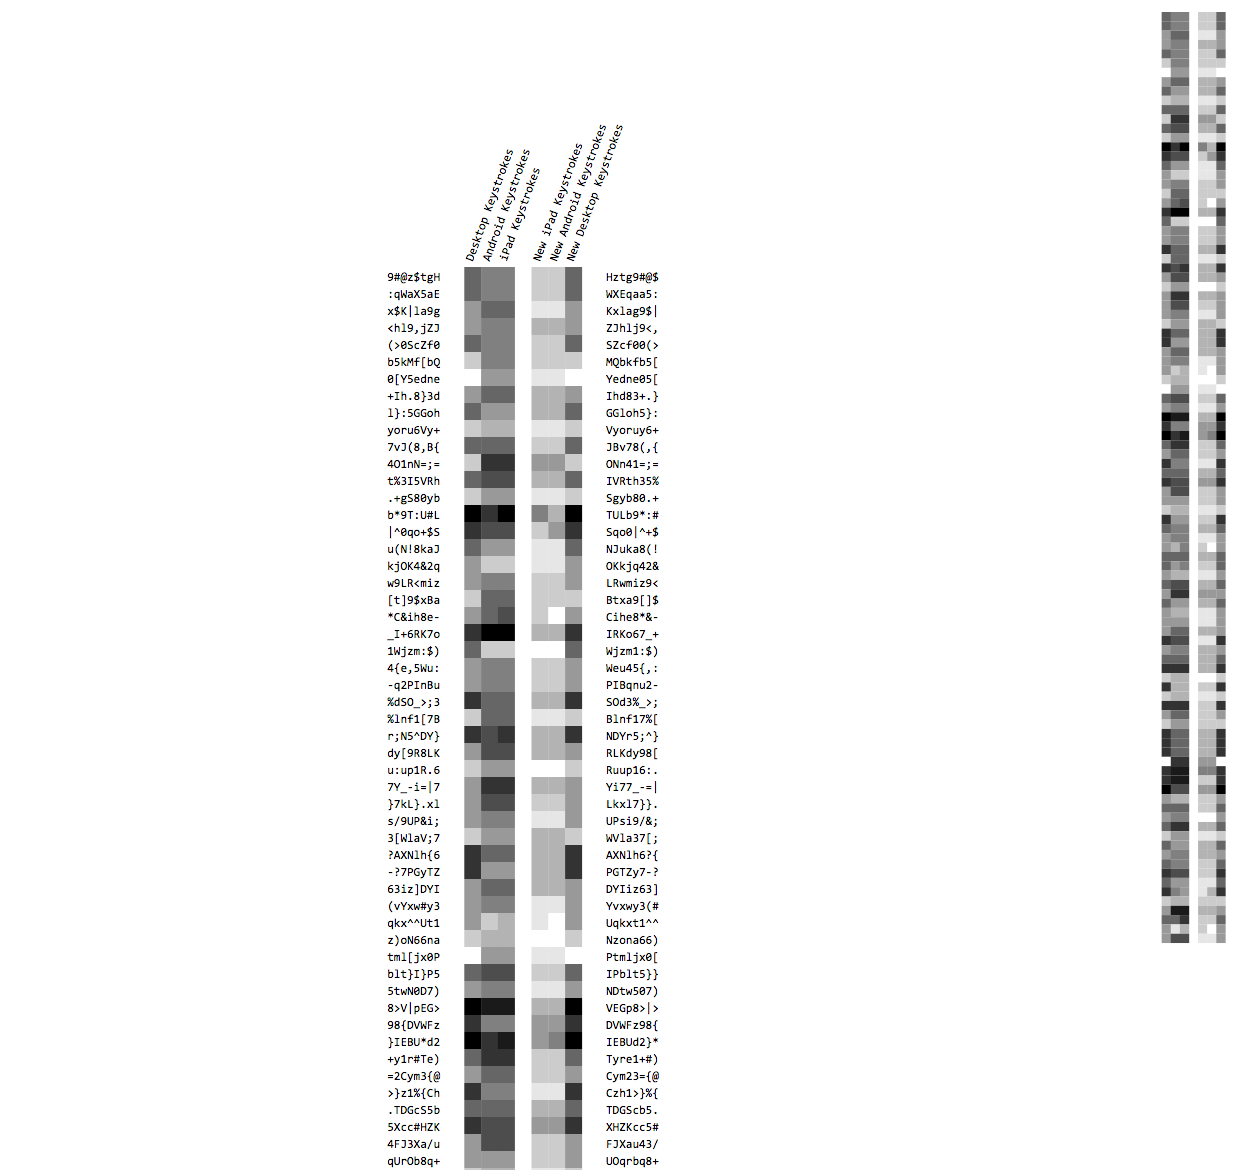 Desktop Keystrokes
Android Keystrokes
iPad Keystrokes
New iPad Keystrokes
New Android Keystrokes
New Desktop Keystrokes
9#@z$tgH Hztg9#@$
:qWaX5aE WXEqaa5:
x$K|la9g Kxlag9$|
<hl9,jZJ ZJhlj9<,
(>0ScZf0 SZcf00(>
b5kMf[bQ MQbkfb5[
0[Y5edne Yedne05[
+Ih.8}3d Ihd83+.}
l}:5GGoh GGloh5}:
yoru6Vy+ Vyoruy6+
7vJ(8,B{ JBv78(,{
4O1nN=;= ONn41=;=
t%3I5VRh IVRth35%
.+gS80yb Sgyb80.+
b*9T:U#L TULb9*:#
|^0qo+$S Sqo0|^+$
u(N!8kaJ NJuka8(!
kjOK4&2q OKkjq42&
w9LR<miz LRwmiz9<
[t]9$xBa Btxa9[]$
*C&ih8e- Cihe8*&-
_I+6RK7o IRKo67_+
1Wjzm:$) Wjzm1:$)
4{e,5Wu: Weu45{,:
-q2PInBu PIBqnu2-
%dSO_>;3 SOd3%_>;
%lnf1[7B Blnf17%[
r;N5^DY} NDYr5;^}
dy[9R8LK RLKdy98[
u:up1R.6 Ruup16:.
7Y_-i=|7 Yi77_-=|
}7kL}.xl Lkxl7}}.
s/9UP&i; UPsi9/&;
3[WlaV;7 WVla37[;
?AXNlh{6 AXNlh6?{
-?7PGyTZ PGTZy7-?
63iz]DYI DYIiz63]
(vYxw#y3 Yvxwy3(#
qkx^^Ut1 Uqkxt1^^
z)oN66na Nzona66)
tml[jx0P Ptmljx0[
blt}I}P5 IPblt5}}
5twN0D7) NDtw507)
8>V|pEG> VEGp8>|>
98{DVWFz DVWFz98{
}IEBU*d2 IEBUd2}*
+y1r#Te) Tyre1+#)
=2Cym3{@ Cym23={@
>}z1%{Ch Czh1>}%{
.TDGcS5b TDGScb5.
5Xcc#HZK XHZKcc5#
4FJ3Xa/u FJXau43/
qUrOb8q+ UOqrbq8+